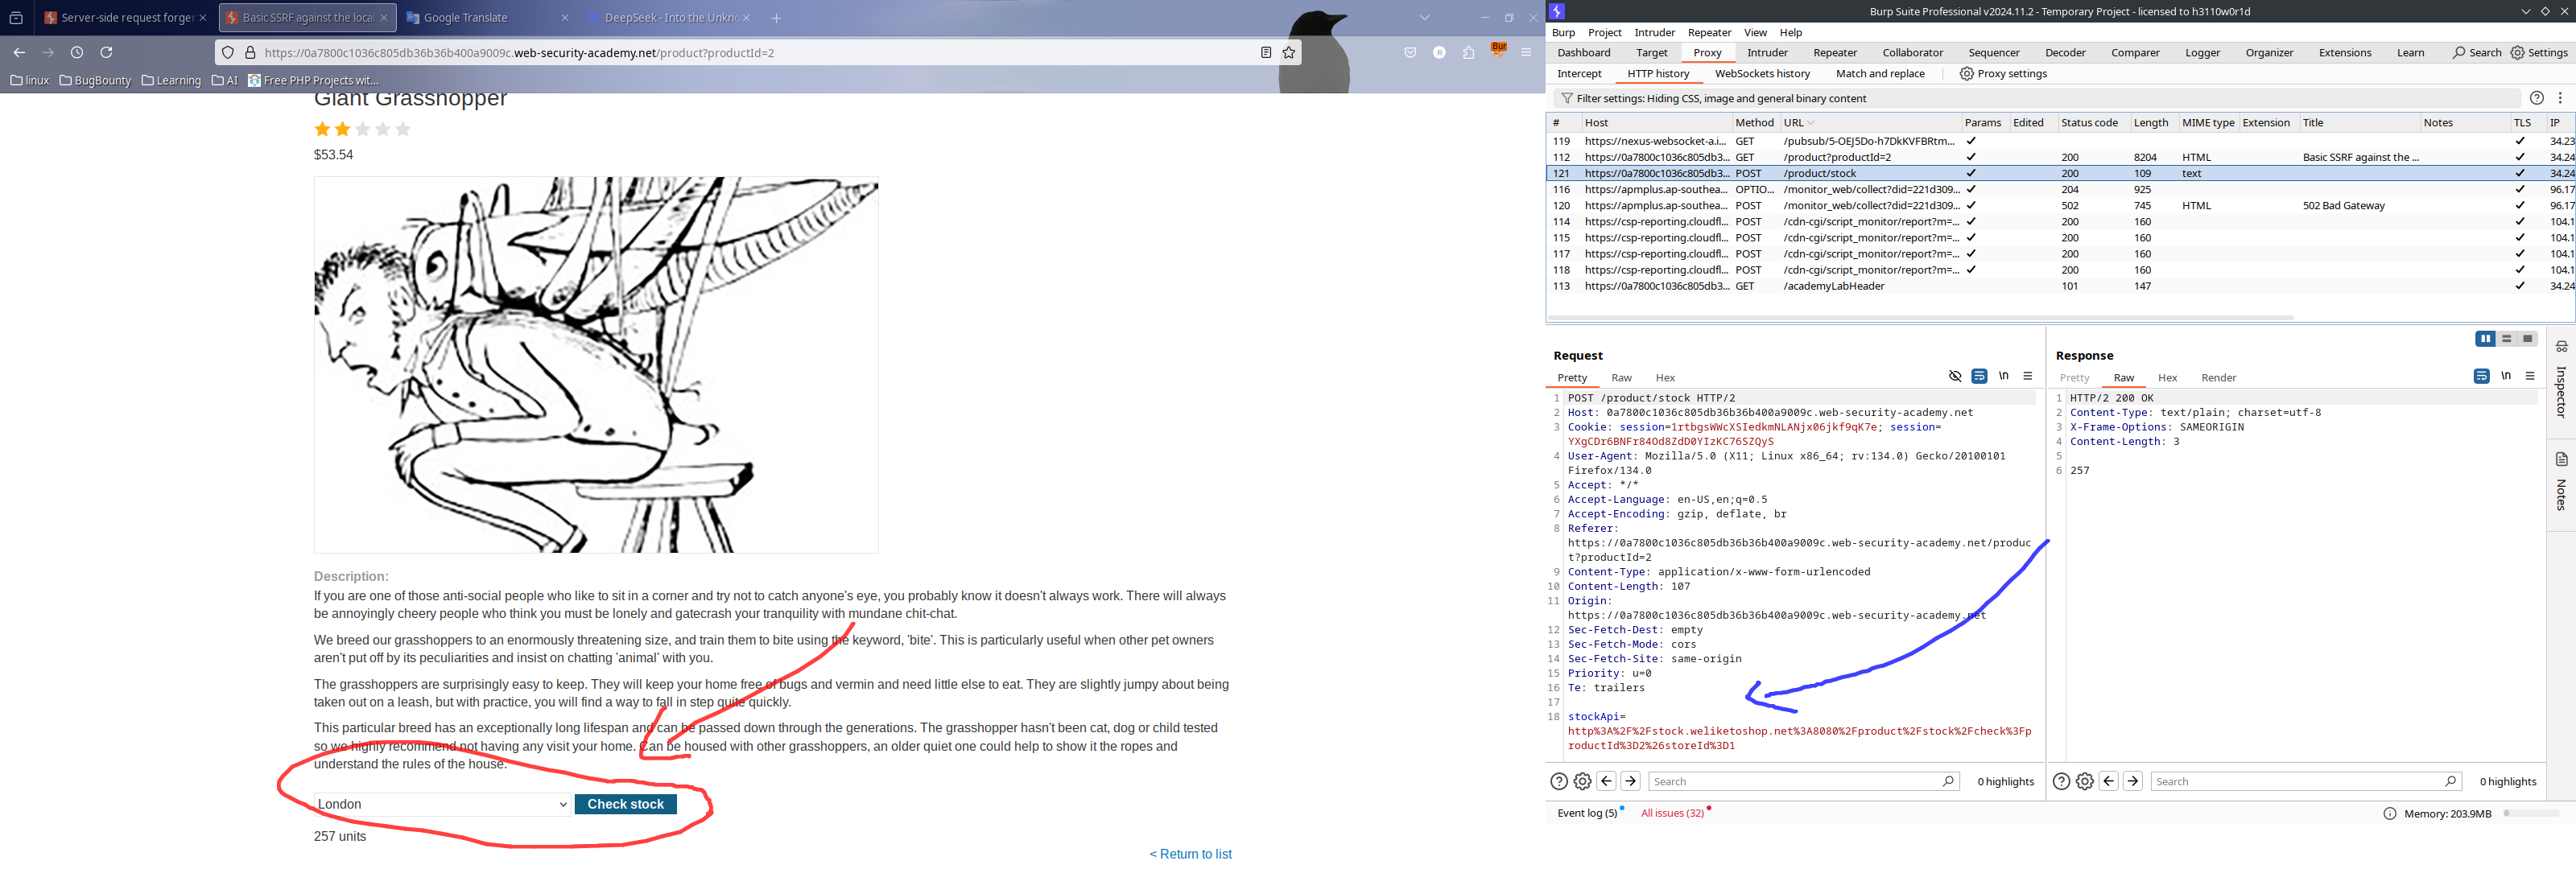 Server-side request forger
Basic SSRF against the local
Google Translate
DeepSeek - Into the Unkno
https://0a7800c1036c805db36b36b400a9009c.web-security-academy.net/product?productId=2
Bur
linux
BugBounty
Learning
AI
Free PHP Projects wit...
Giant Grasshopper
$53.54
Description:
If you are one of those anti-social people who like to sit in a corner and try not to catch anyone's eye, you probably know it doesn't always work. There will always
be annoyingly cheery people who think you must be lonely and gatecrash your tranquility with mundane chit-chat.
We breed our grasshoppers to an enormously threatening size, and train them to bite using the keyword, 'bite'. This is particularly useful when other pet owners
aren't put off by its peculiarities and insist on chatting 'animal' with you.
The grasshoppers are surprisingly easy to keep. They will keep your home free of bugs and vermin and need little else to eat. They are slightly jumpy about being
taken out on a leash, but with practice, you will find a way to fall in step quite quickly.
This particular breed has an exceptionally long lifespan and can be passed down through the generations. The grasshopper hasn't been cat, dog or child tested
so we highly recommend not having any visit your home. Can be housed with other grasshoppers, an older quiet one could help to show it the ropes and
understand the rules of the house.
London
Check stock
257 units
< Return to list
Burp Suite Professional v2024.11.2 - Temporary Project - licensed to h3110w0r1d
Burp Project Intruder Repeater View Help
Dashboard Target Proxy Intruder Repeater Collaborator Sequencer Decoder Comparer Logger Organizer Extensions Learn Search Settings
Intercept HTTP history WebSockets history Match and replace Proxy settings
Filter settings: Hiding CSS, image and general binary content
# Host Method URL Params Edited Status code Length MIME type Extension Title Notes TLS IP
119 https://nexus-websocket-a.i... GET /pubsub/5-OEJ5Do-h7DkKVFBRtm... ✓ ✓ 34.23
112 https://0a7800c1036c805db3... GET /product?productId=2 ✓ 200 8204 HTML Basic SSRF against the ... ✓ 34.24
121 https://0a7800c1036c805db3... POST /product/stock ✓ 200 109 text ✓ 34.24
116 https://apmplus.ap-southea... OPTIO... /monitor_web/collect?did=221d309... ✓ 204 925 ✓ 96.17
120 https://apmplus.ap-southea... POST /monitor_web/collect?did=221d309... ✓ 502 745 HTML 502 Bad Gateway ✓ 96.17
114 https://csp-reporting.cloudfl... POST /cdn-cgi/script_monitor/report?m=... ✓ 200 160 ✓ 104.1
115 https://csp-reporting.cloudfl... POST /cdn-cgi/script_monitor/report?m=... ✓ 200 160 ✓ 104.1
117 https://csp-reporting.cloudfl... POST /cdn-cgi/script_monitor/report?m=... ✓ 200 160 ✓ 104.1
118 https://csp-reporting.cloudfl... POST /cdn-cgi/script_monitor/report?m=... ✓ 200 160 ✓ 104.1
113 https://0a7800c1036c805db3... GET /academyLabHeader 101 147 ✓ 34.24
Request
Pretty Raw Hex \n
1 POST /product/stock HTTP/2
2 Host: 0a7800c1036c805db36b36b400a9009c.web-security-academy.net
3 Cookie: session=1rtbgsWWcXSIedkmNLANjx06jkf9qK7e; session=
YXgCDr6BNFr84Od8ZdD0YIzKC76SZQyS
4 User-Agent: Mozilla/5.0 (X11; Linux x86_64; rv:134.0) Gecko/20100101
Firefox/134.0
5 Accept: */*
6 Accept-Language: en-US,en;q=0.5
7 Accept-Encoding: gzip, deflate, br
8 Referer:
https://0a7800c1036c805db36b36b400a9009c.web-security-academy.net/produc
t?productId=2
9 Content-Type: application/x-www-form-urlencoded
10 Content-Length: 107
11 Origin:
https://0a7800c1036c805db36b36b400a9009c.web-security-academy.net
12 Sec-Fetch-Dest: empty
13 Sec-Fetch-Mode: cors
14 Sec-Fetch-Site: same-origin
15 Priority: u=0
16 Te: trailers
17
18 stockApi=
http%3A%2F%2Fstock.weliketoshop.net%3A8080%2Fproduct%2Fstock%2Fcheck%3Fp
roductId%3D2%26storeId%3D1
Search
0 highlights
Response
Pretty Raw Hex Render \n
1 HTTP/2 200 OK
2 Content-Type: text/plain; charset=utf-8
3 X-Frame-Options: SAMEORIGIN
4 Content-Length: 3
5
6 257
Search
0 highlights
Inspector
Notes
Event log (5)
All issues (32)
Memory: 203.9MB